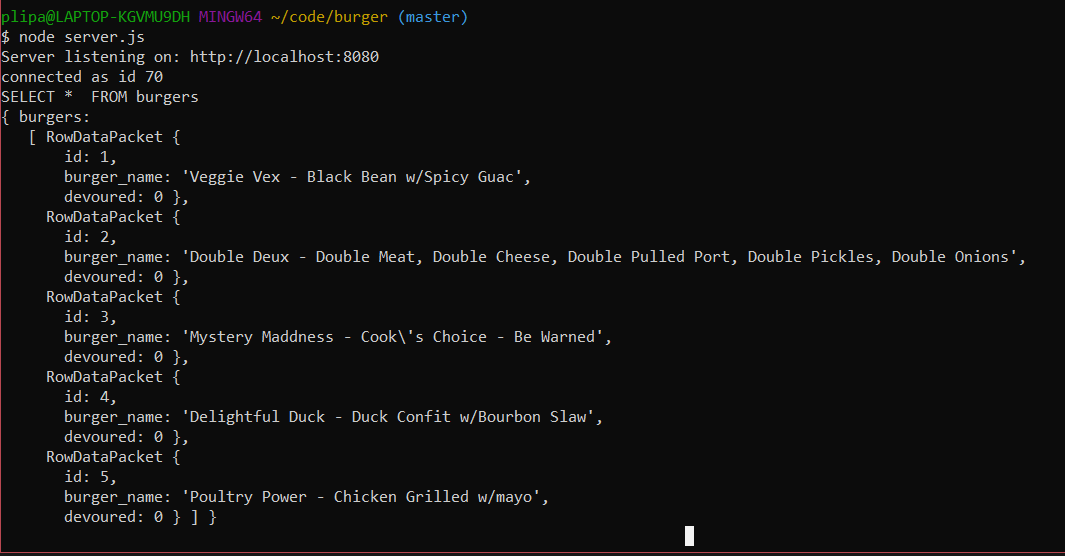 plipa@LAPTOP-KGVMU9DH MINGW64 ~/code/burger (master)
$ node server.js
Server listening on: http://localhost:8080
connected as id 70
SELECT *  FROM burgers
{ burgers:
   [ RowDataPacket {
       id: 1,
       burger_name: 'Veggie Vex - Black Bean w/Spicy Guac',
       devoured: 0 },
     RowDataPacket {
       id: 2,
       burger_name: 'Double Deux - Double Meat, Double Cheese, Double Pulled Port, Double Pickles, Double Onions',
       devoured: 0 },
     RowDataPacket {
       id: 3,
       burger_name: 'Mystery Maddness - Cook\'s Choice - Be Warned',
       devoured: 0 },
     RowDataPacket {
       id: 4,
       burger_name: 'Delightful Duck - Duck Confit w/Bourbon Slaw',
       devoured: 0 },
     RowDataPacket {
       id: 5,
       burger_name: 'Poultry Power - Chicken Grilled w/mayo',
       devoured: 0 } ] }